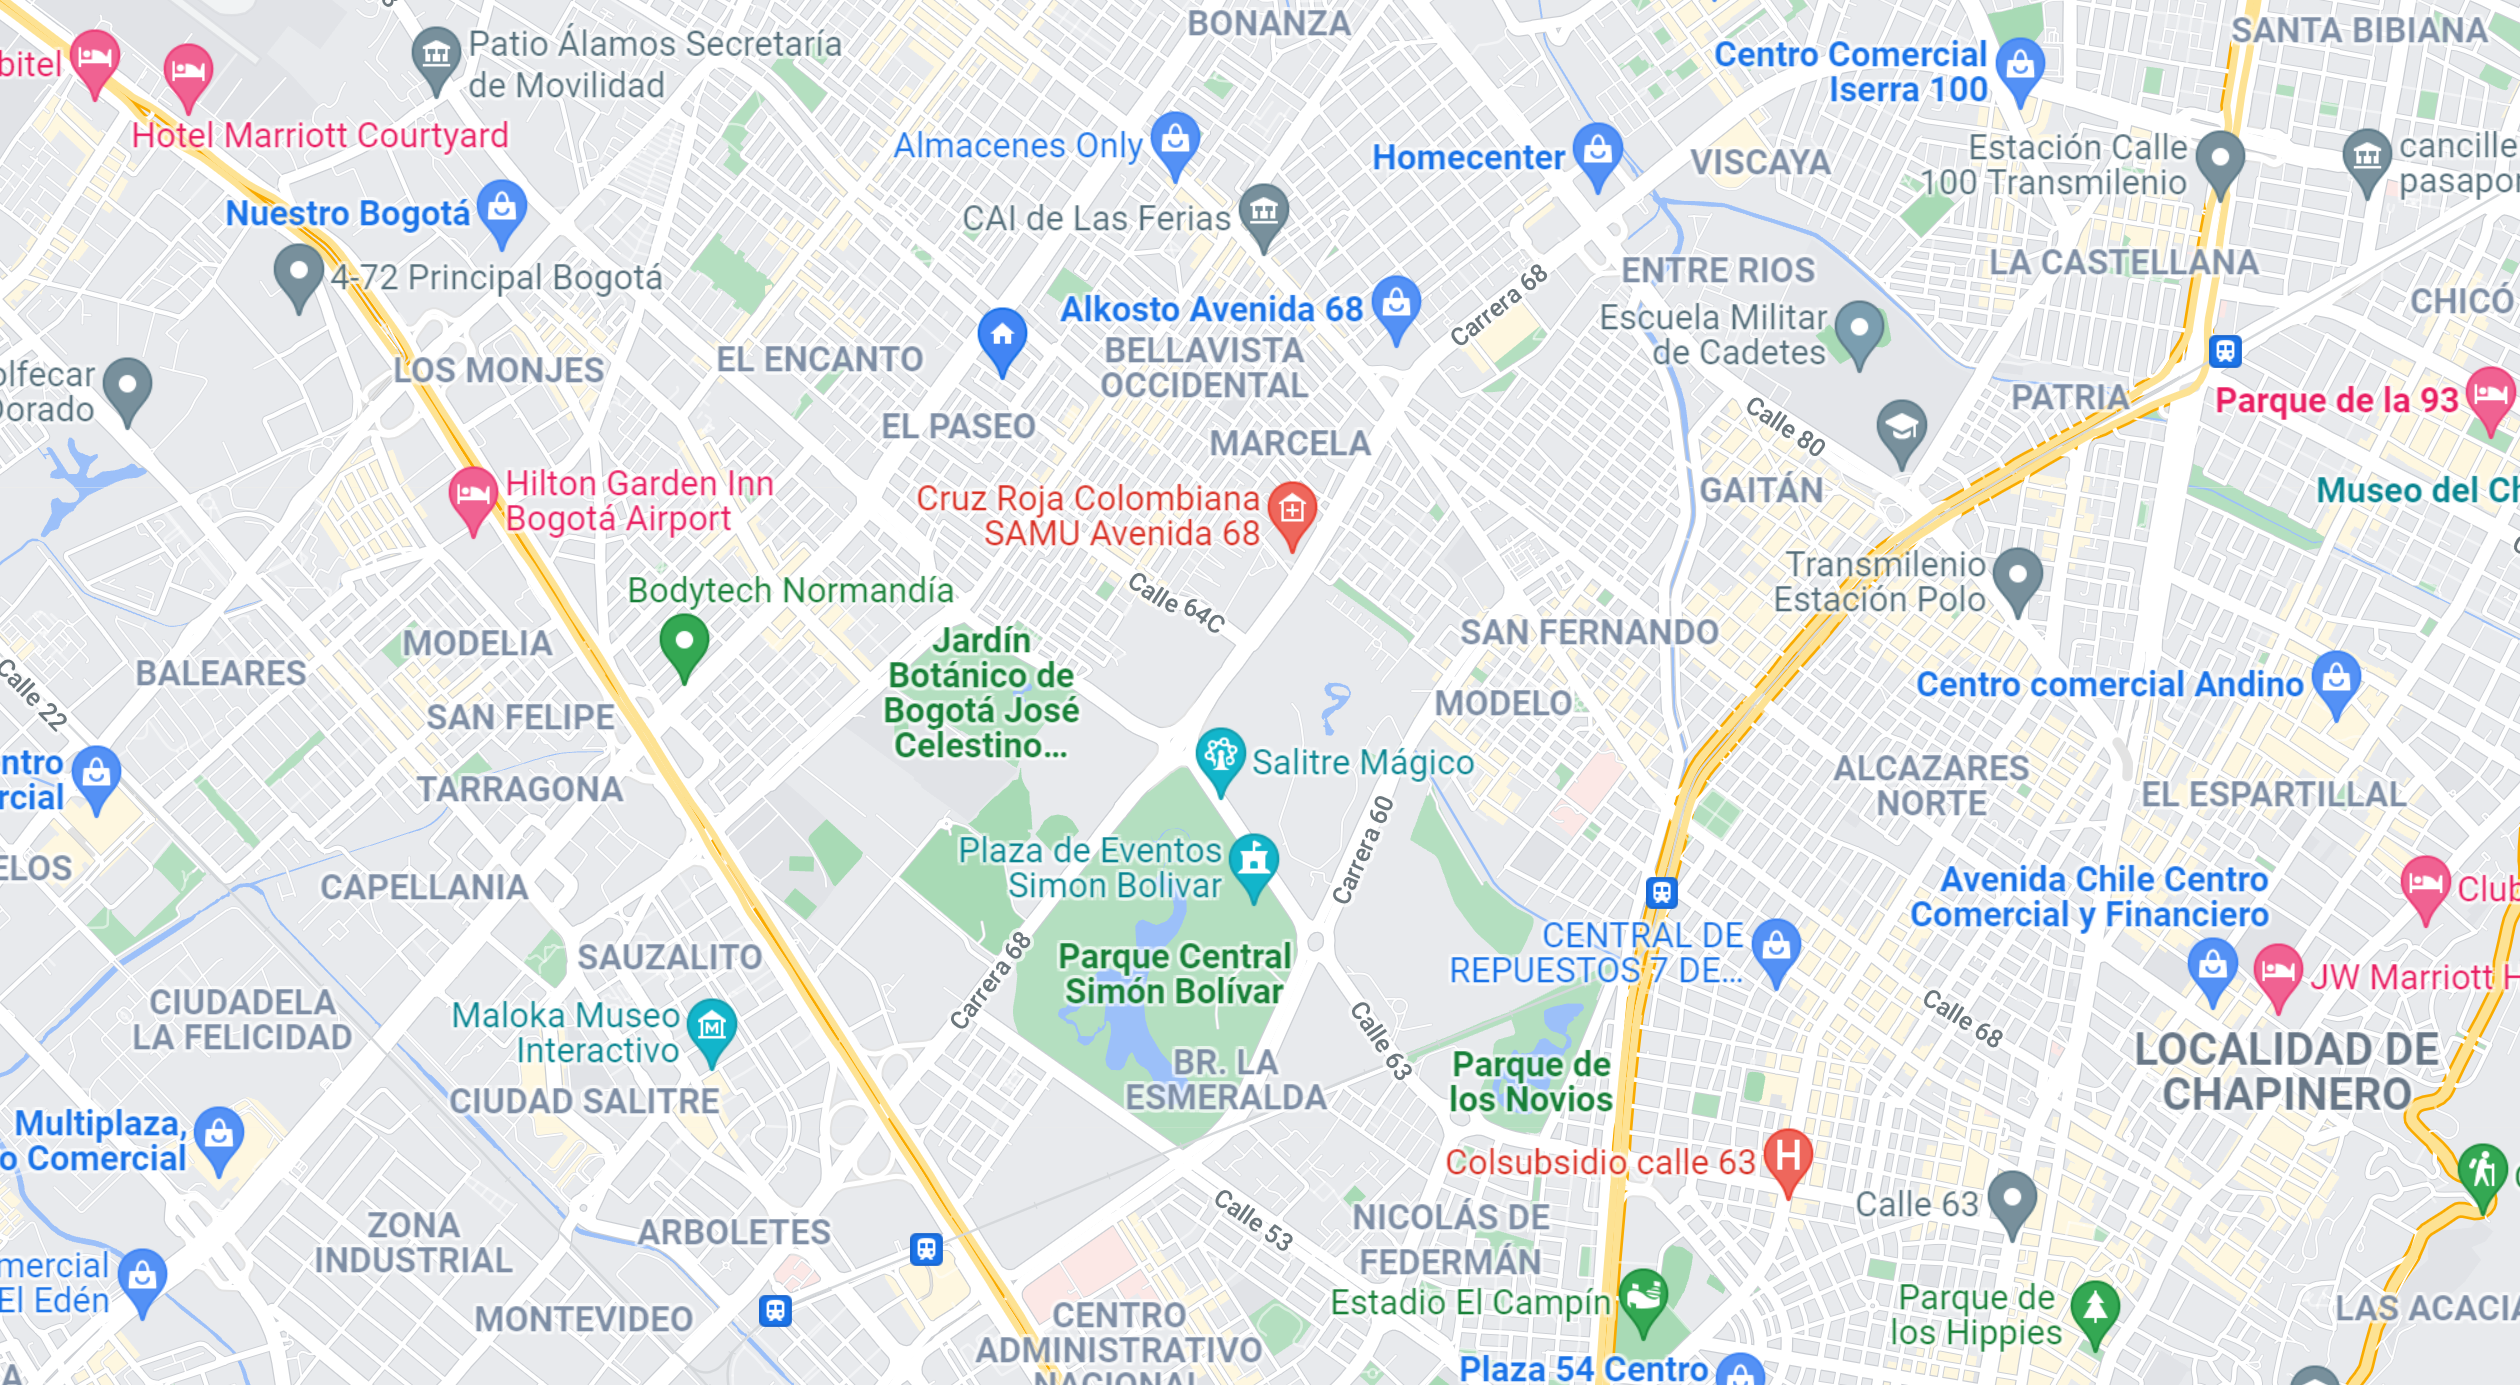 BONANZA
SANTA BIBIANA
Patio Álamos Secretaría
de Movilidad
bitel
Centro Comercial
Iserra 100
Hotel Marriott Courtyard
Almacenes Only
Homecenter
VISCAYA
Estación Calle
100 Transmilenio
cancille
pasapor
Nuestro Bogotá
CAI de Las Ferias
4-72 Principal Bogotá
ENTRE RIOS
LA CASTELLANA
CHICÓ
Carrera 68
Alkosto Avenida 68
Escuela Militar
de Cadetes
LOS MONJES
EL ENCANTO
BELLAVISTA
OCCIDENTAL
olfecar
Dorado
PATRIA
Parque de la 93
EL PASEO
MARCELA
Calle 80
Hilton Garden Inn
Bogotá Airport
Cruz Roja Colombiana
SAMU Avenida 68
GAITÁN
Museo del Ch
Transmilenio
Estación Polo
Bodytech Normandía
Calle 64C
MODELIA
BALEARES
Jardín
Botánico de
Bogotá José
Celestino...
SAN FERNANDO
Calle 22
SAN FELIPE
MODELO
Centro comercial Andino
ntro
rcial
TARRAGONA
Salitre Mágico
ALCAZARES
NORTE
EL ESPARTILLAL
Carrera 60
Plaza de Eventos
Simon Bolivar
ELOS
CAPELLANIA
Avenida Chile Centro
Comercial y Financiero
Club
SAUZALITO
Carrera 68
Parque Central
Simón Bolívar
CENTRAL DE
REPUESTOS 7 DE...
JW Marriott H
CIUDADELA
LA FELICIDAD
Maloka Museo
Interactivo
Calle 63
Calle 68
LOCALIDAD DE
CHAPINERO
BR. LA
ESMERALDA
Parque de
los Novios
CIUDAD SALITRE
Multiplaza,
o Comercial
Colsubsidio calle 63
H
Calle 63
Calle 53
NICOLÁS DE
FEDERMÁN
ZONA
INDUSTRIAL
ARBOLETES
mercial
El Edén
MONTEVIDEO
CENTRO
ADMINISTRATIVO
NACIONAL
Estadio El Campín
Parque de
los Hippies
LAS ACACIA
Plaza 54 Centro